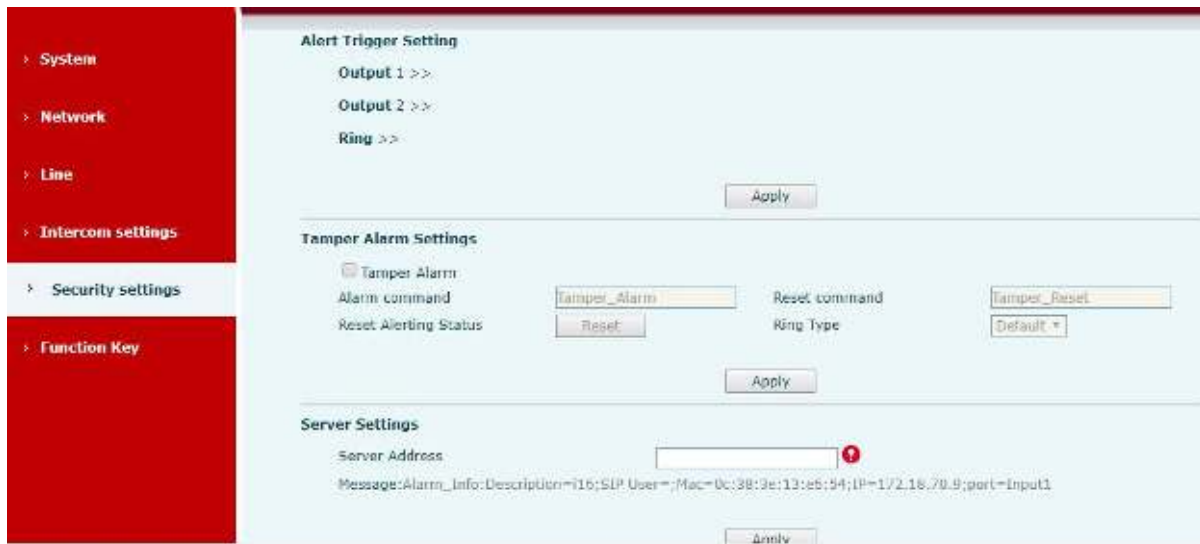 System
Network
Line
Intercom settings
Security settings
Function Key
Alert Trigger Setting
Output 1 >>
Output 2 >>
Ring >>
Apply
Tamper Alarm Settings
Tamper Alarm
Alarm command Tamper_Alarm Reset command Tamper_Reset
Reset Alerting Status Reset Ring Type Default
Apply
Server Settings
Server Address
Message:Alarm_Info:Description=i16;SIP User=;Mac=0c:38:3e:13:e6:54;IP=172.18.70.9;port=Input1
Apply